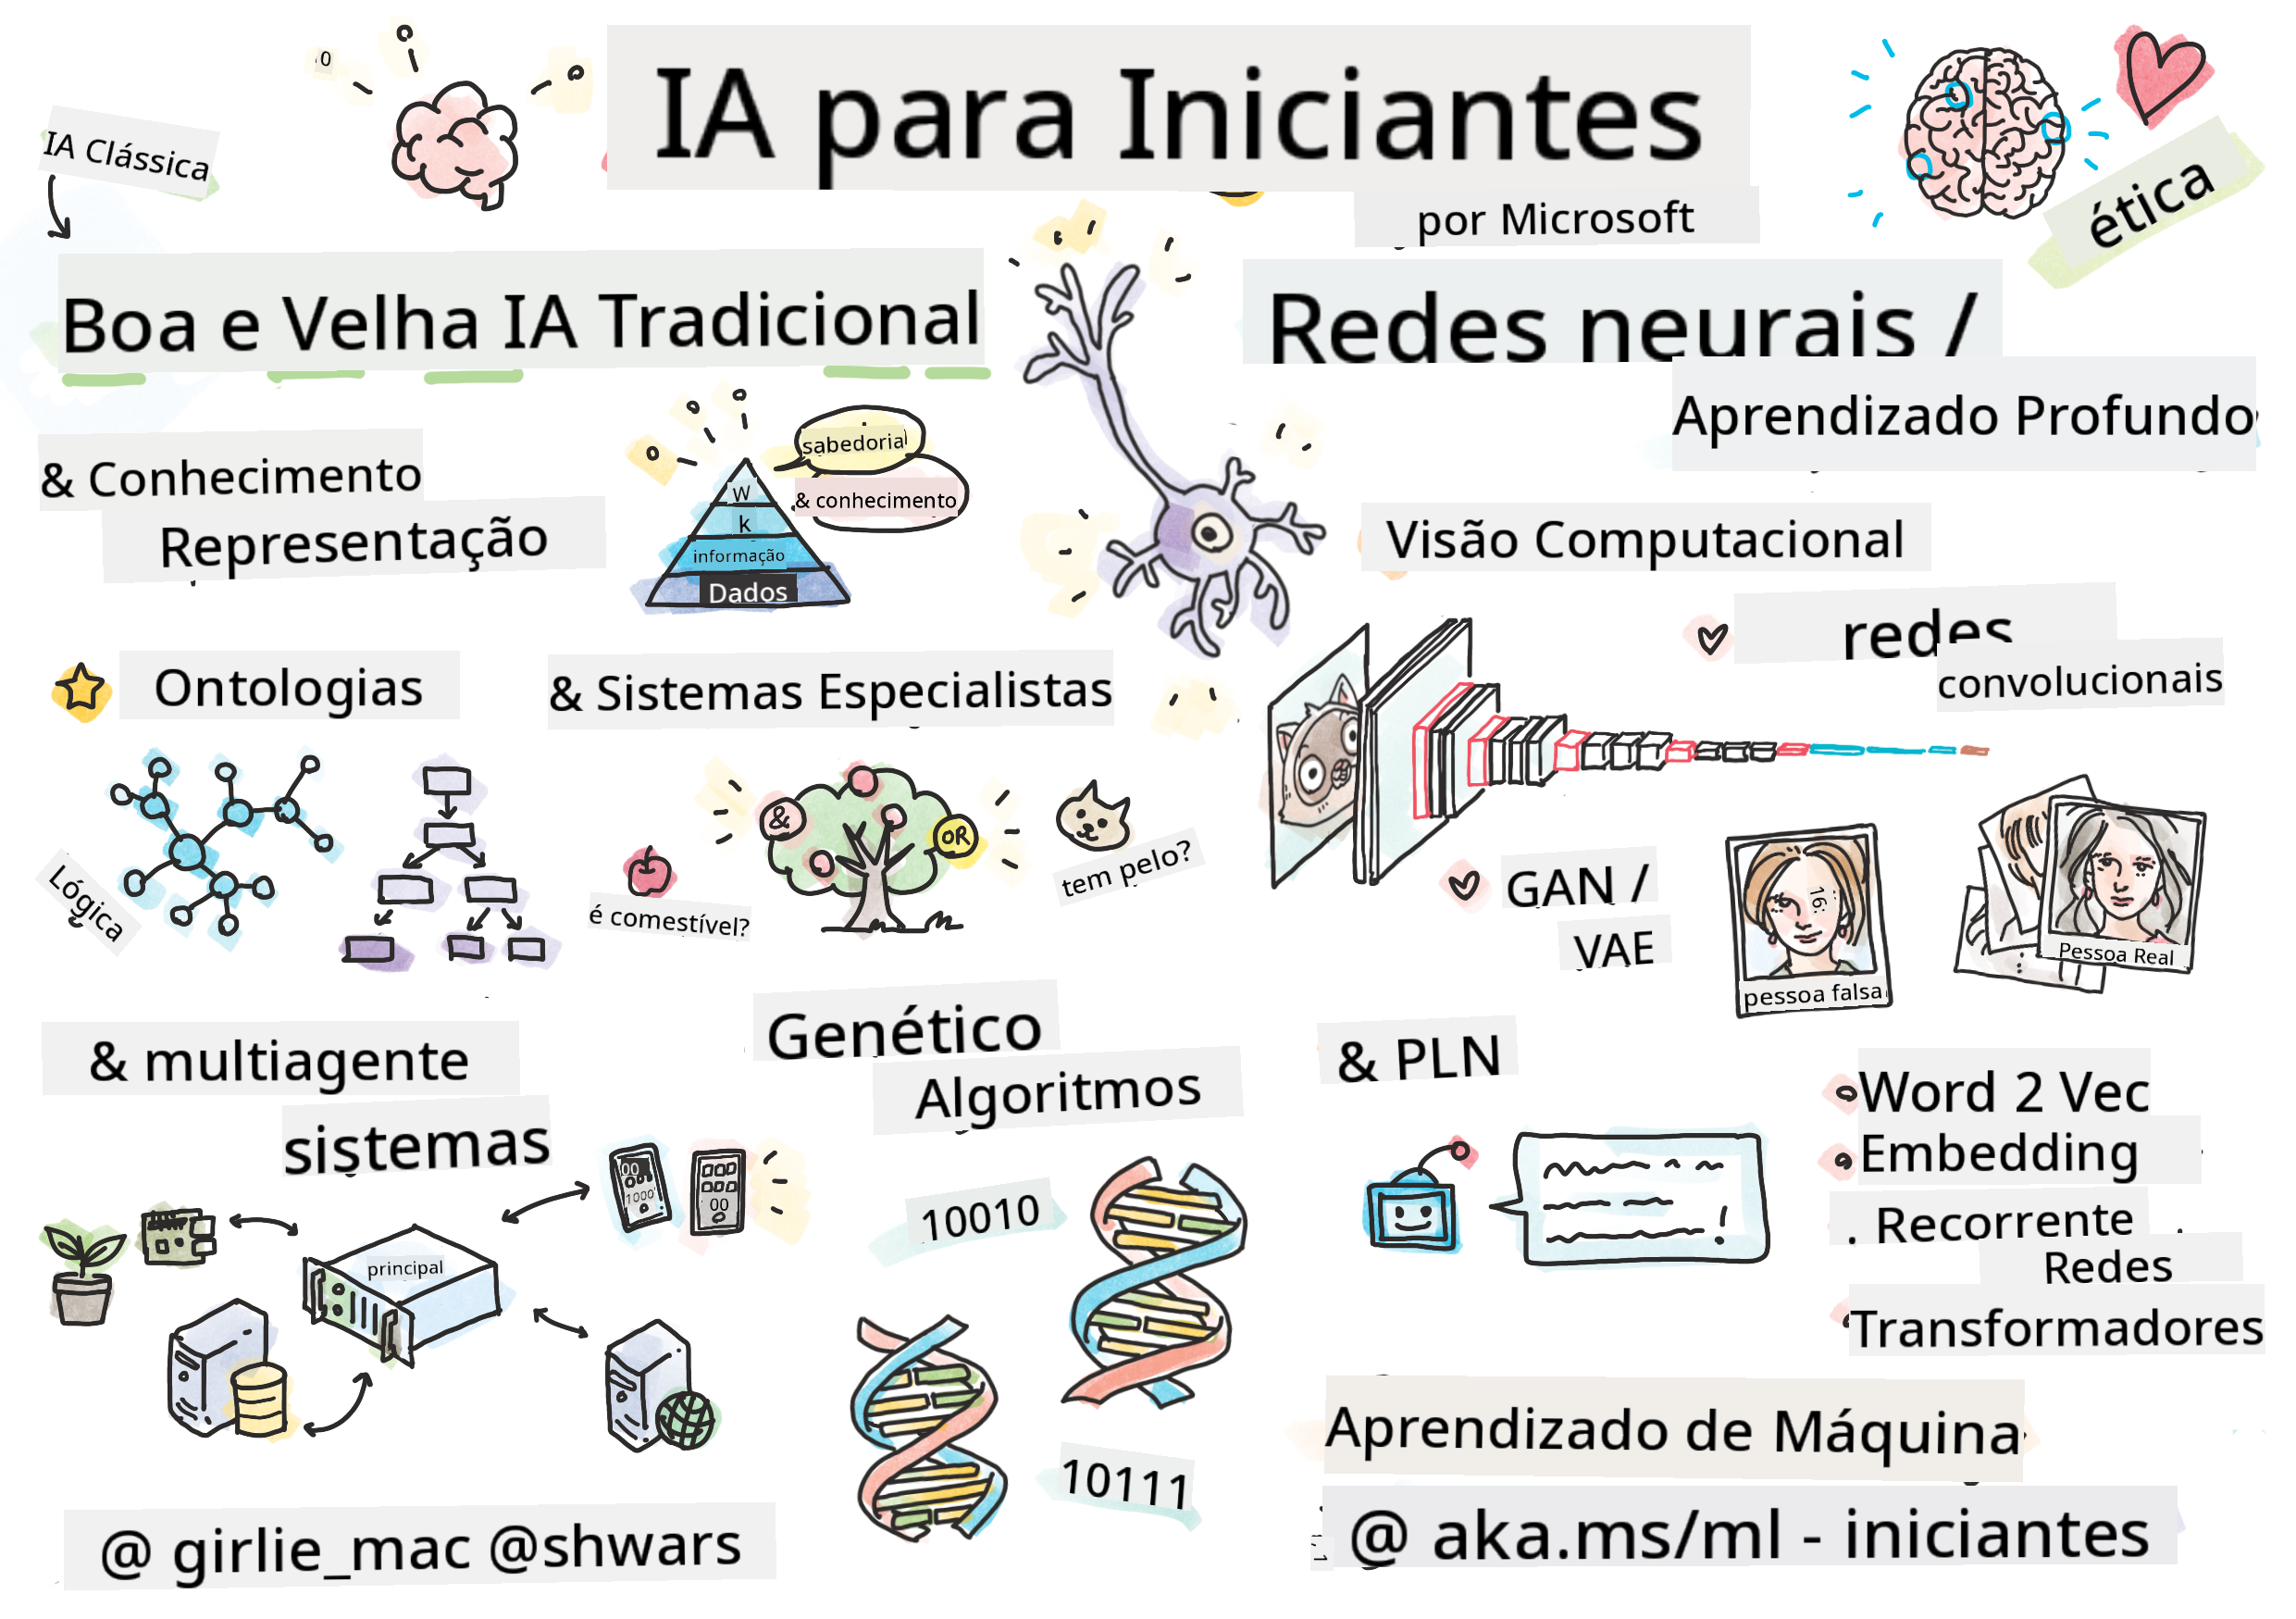 IA para Iniciantes
por Microsoft
IA Clássica
ética
Boa e Velha IA Tradicional
Redes neurais /
Aprendizado Profundo
& Conhecimento
Representação
sabedoria
& conhecimento
W
k
informação
Dados
Visão Computacional
redes
convolucionais
Ontologias
& Sistemas Especialistas
Lógica
&
OR
é comestível?
tem pelo?
GAN /
VAE
pessoa falsa
Pessoa Real
& multiagente
sistemas
principal
Genético
Algoritmos
10010
10111
& PLN
Word 2 Vec
Embedding
Recorrente
Redes
Transformadores
Aprendizado de Máquina
@ aka.ms/ml - iniciantes
@ girlie_mac @shwars